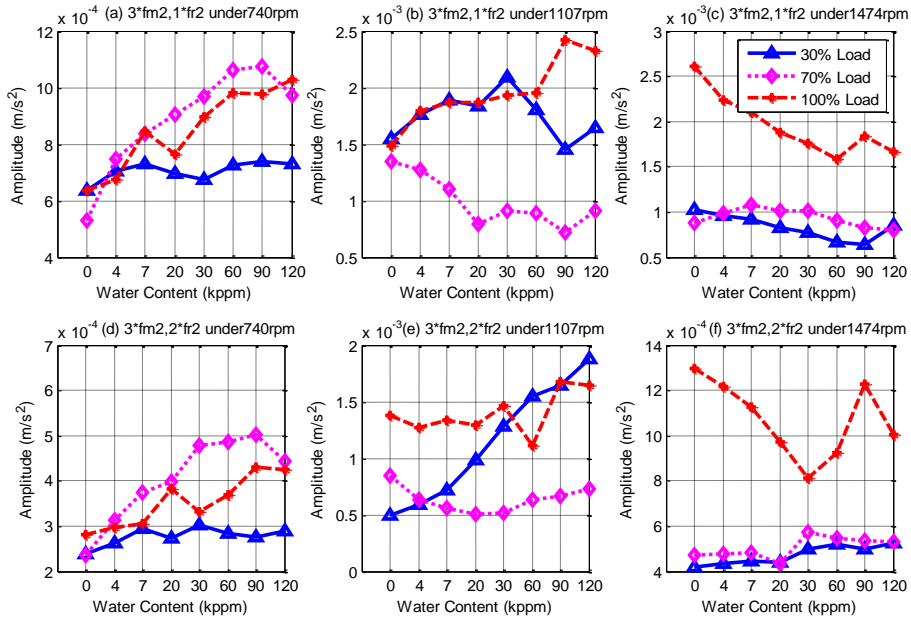 x 10⁻⁴ (a) 3*fm2,1*fr2 under740rpm
12
10
8
6
4
Amplitude (m/s²)
0 4 7 20 30 60 90 120
Water Content (kppm)
x 10⁻³ (b) 3*fm2,1*fr2 under1107rpm
2.5
2
1.5
1
0.5
Amplitude (m/s²)
0 4 7 20 30 60 90 120
Water Content (kppm)
x 10⁻³ (c) 3*fm2,1*fr2 under1474rpm
3
2.5
2
1.5
1
0.5
Amplitude (m/s²)
30% Load
70% Load
100% Load
0 4 7 20 30 60 90 120
Water Content (kppm)
x 10⁻⁴ (d) 3*fm2,2*fr2 under740rpm
7
6
5
4
3
2
Amplitude (m/s²)
0 4 7 20 30 60 90 120
Water Content (kppm)
x 10⁻³ (e) 3*fm2,2*fr2 under1107rpm
2
1.5
1
0.5
0
Amplitude (m/s²)
0 4 7 20 30 60 90 120
Water Content (kppm)
x 10⁻⁴ (f) 3*fm2,2*fr2 under1474rpm
14
12
10
8
6
4
Amplitude (m/s²)
0 4 7 20 30 60 90 120
Water Content (kppm)